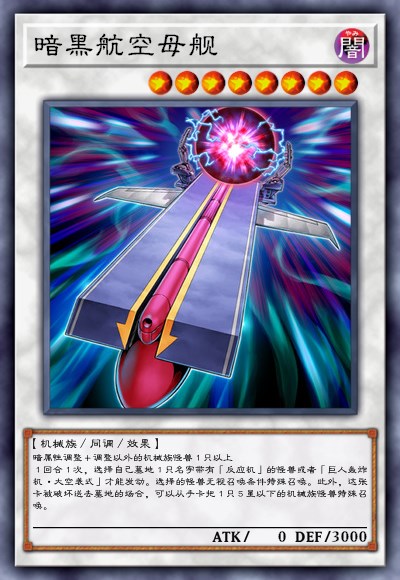 暗黑航空母舰
やみ
闇
【机械族/同调/效果】
暗属性调整+调整以外的机械族怪兽1只以上
1回合1次，选择自己墓地1只名字带有「反应机」的怪兽或者「巨人轰炸
机·太空袭式」才能发动。选择的怪兽无视召唤条件特殊召唤。此外，这张
卡被破坏送去墓地的场合，可以从手卡把1只5星以下的机械族怪兽特殊召
唤。
ATK/ 0 DEF/3000